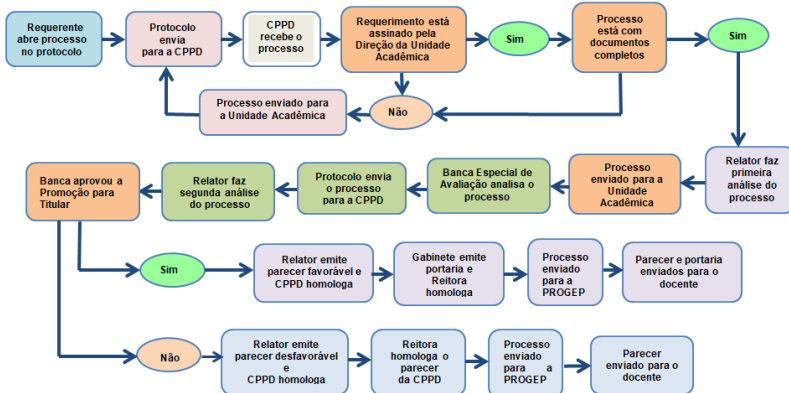 Requerente
abre processo
no protocolo
Protocolo
envia
para a CPPD
CPPD
recebe o
processo
Requerimento está
assinado pela
Direção da Unidade
Acadêmica
Sim
Processo
está com
documentos
completos
Sim
Processo enviado para
a Unidade Acadêmica
Não
Banca aprovou a
Promoção para
Titular
Relator faz
segunda análise
do processo
Protocolo envia
o processo
para a CPPD
Banca Especial de
Avaliação analisa o
processo
Processo
enviado para a
Unidade
Acadêmica
Relator faz
primeira
análise do
processo
Sim
Relator emite
parecer favorável e
CPPD homologa
Gabinete emite
portaria e
Reitora
homologa
Processo
enviado
para a
PROGEP
Parecer e portaria
enviados para o
docente
Não
Relator emite
parecer desfavorável
e
CPPD homologa
Reitora
homologa o
parecer
da CPPD
Processo
enviado
para a
PROGEP
Parecer
enviado para o
docente